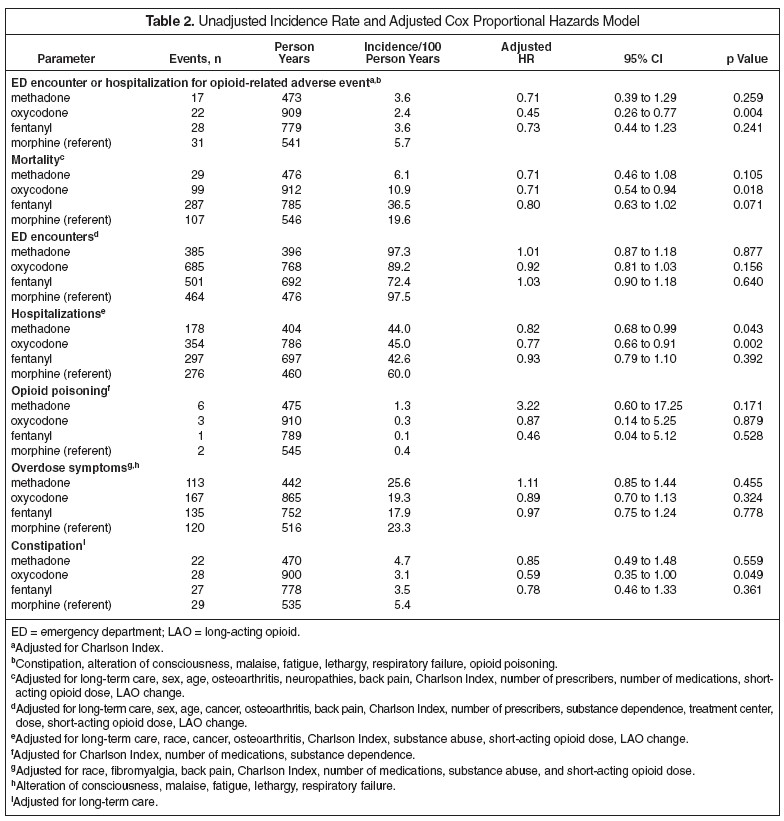 Table 2. Unadjusted Incidence Rate and Adjusted Cox Proportional Hazards Model
Parameter Events, n Person Years Incidence/100 Person Years Adjusted HR 95% CI p Value
ED encounter or hospitalization for opioid-related adverse eventa,b
methadone 17 473 3.6 0.71 0.39 to 1.29 0.259
oxycodone 22 909 2.4 0.45 0.26 to 0.77 0.004
fentanyl 28 779 3.6 0.73 0.44 to 1.23 0.241
morphine (referent) 31 541 5.7
Mortalityc
methadone 29 476 6.1 0.71 0.46 to 1.08 0.105
oxycodone 99 912 10.9 0.71 0.54 to 0.94 0.018
fentanyl 287 785 36.5 0.80 0.63 to 1.02 0.071
morphine (referent) 107 546 19.6
ED encountersd
methadone 385 396 97.3 1.01 0.87 to 1.18 0.877
oxycodone 685 768 89.2 0.92 0.81 to 1.03 0.156
fentanyl 501 692 72.4 1.03 0.90 to 1.18 0.640
morphine (referent) 464 476 97.5
Hospitalizationse
methadone 178 404 44.0 0.82 0.68 to 0.99 0.043
oxycodone 354 786 45.0 0.77 0.66 to 0.91 0.002
fentanyl 297 697 42.6 0.93 0.79 to 1.10 0.392
morphine (referent) 276 460 60.0
Opioid poisoningf
methadone 6 475 1.3 3.22 0.60 to 17.25 0.171
oxycodone 3 910 0.3 0.87 0.14 to 5.25 0.879
fentanyl 1 789 0.1 0.46 0.04 to 5.12 0.528
morphine (referent) 2 545 0.4
Overdose symptomsg,h
methadone 113 442 25.6 1.11 0.85 to 1.44 0.455
oxycodone 167 865 19.3 0.89 0.70 to 1.13 0.324
fentanyl 135 752 17.9 0.97 0.75 to 1.24 0.778
morphine (referent) 120 516 23.3
Constipationi
methadone 22 470 4.7 0.85 0.49 to 1.48 0.559
oxycodone 28 900 3.1 0.59 0.35 to 1.00 0.049
fentanyl 27 778 3.5 0.78 0.46 to 1.33 0.361
morphine (referent) 29 535 5.4
ED = emergency department; LAO = long-acting opioid.
aAdjusted for Charlson Index.
bConstipation, alteration of consciousness, malaise, fatigue, lethargy, respiratory failure, opioid poisoning.
cAdjusted for long-term care, sex, age, osteoarthritis, neuropathies, back pain, Charlson Index, number of prescribers, number of medications, short-
acting opioid dose, LAO change.
dAdjusted for long-term care, sex, age, cancer, osteoarthritis, back pain, Charlson Index, number of prescribers, substance dependence, treatment center,
dose, short-acting opioid dose, LAO change.
eAdjusted for long-term care, race, cancer, osteoarthritis, Charlson Index, substance abuse, short-acting opioid dose, LAO change.
fAdjusted for Charlson Index, number of medications, substance dependence.
gAdjusted for race, fibromyalgia, back pain, Charlson Index, number of medications, substance abuse, and short-acting opioid dose.
hAlteration of consciousness, malaise, fatigue, lethargy, respiratory failure.
iAdjusted for long-term care.